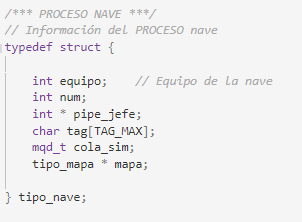 /*** PROCESO NAVE ***/
// Información del PROCESO nave
typedef struct {
int equipo;    // Equipo de la nave
int num;
int * pipe_jefe;
char tag[TAG_MAX];
mqd_t cola_sim;
tipo_mapa * mapa;
} tipo_nave;